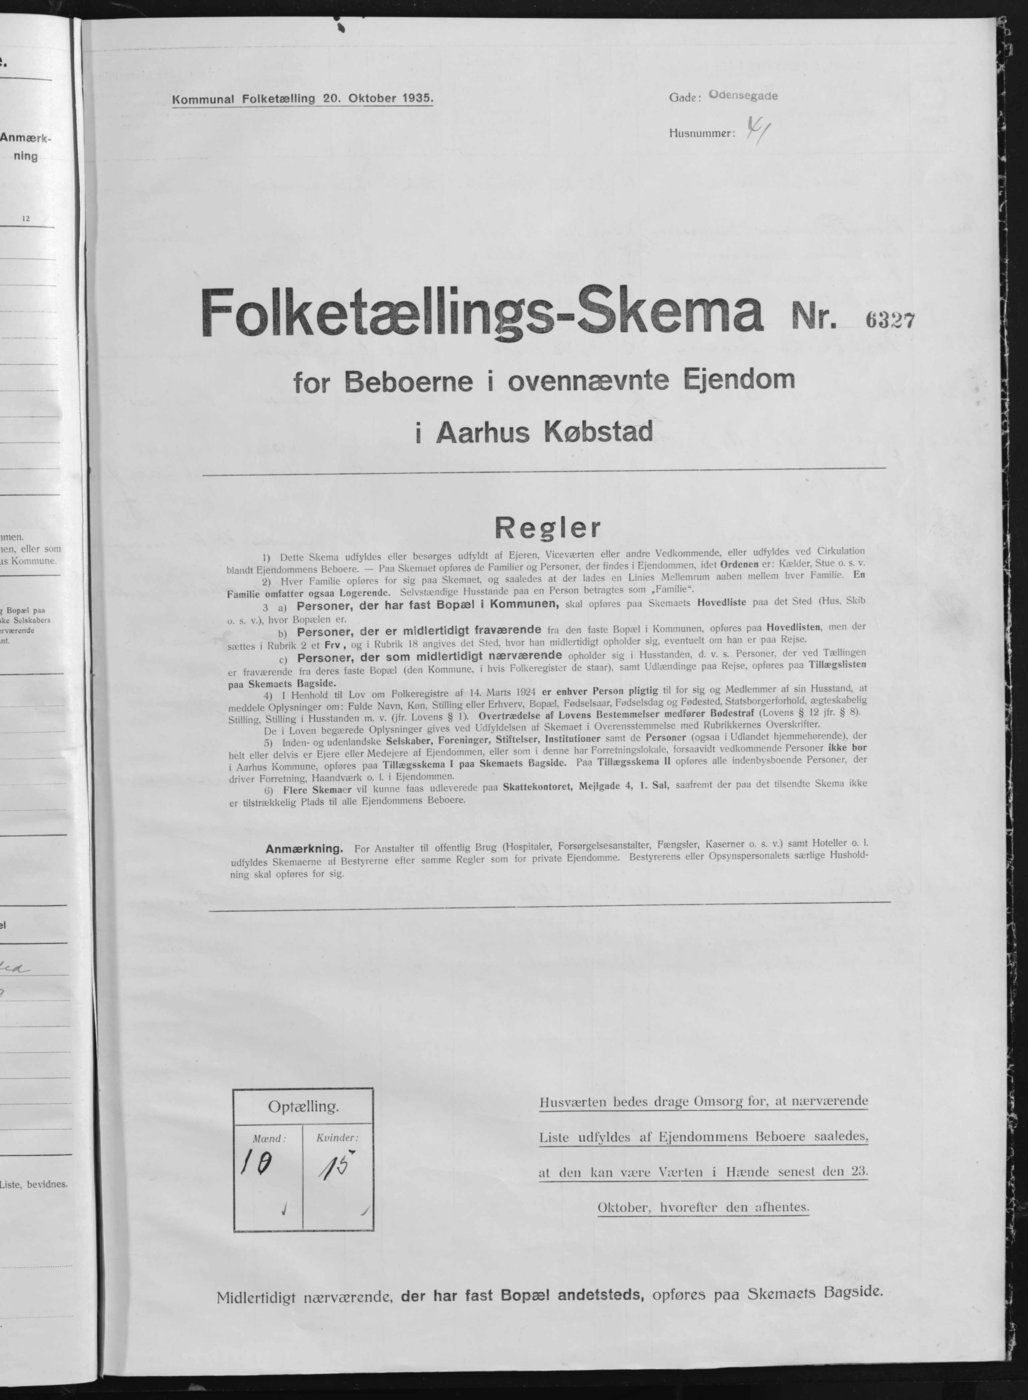 Anmærk-
ning
12
Kommunal Folketælling 20. Oktober 1935.
Gade: Odensegade
Husnummer: 41
Folketællings-Skema Nr. 6327
for Beboerne i ovennævnte Ejendom
i Aarhus Købstad
Regler
1) Dette Skema udfyldes eller besørges udfyldt af Ejeren, Viceværten eller andre Vedkommende, eller udfyldes ved Cirkulation
blandt Ejendommens Beboere. — Paa Skemaet opføres de Familier og Personer, der findes i Ejendommen, idet Ordenen er: Kælder, Stue o. s. v.
2) Hver Familie opføres for sig paa Skemaet, og saaledes at der lades en Linies Mellemrum aaben mellem hver Familie. En
Familie omfatter ogsaa Logerende. Selvstændige Husstande paa en Person betragtes som „Familie“.
3 a) Personer, der har fast Bopæl i Kommunen, skal opføres paa Skemaets Hovedliste paa det Sted (Hus, Skib
o. s. v.), hvor Bopælen er.
b) Personer, der er midlertidigt fraværende fra den faste Bopæl i Kommunen, opføres paa Hovedlisten, men der
sættes i Rubrik 2 et Frv, og i Rubrik 18 angives det Sted, hvor han midlertidigt opholder sig, eventuelt om han er paa Rejse.
c) Personer, der som midlertidigt nærværende opholder sig i Husstanden, d. v. s. Personer, der ved Tællingen
er fraværende fra deres faste Bopæl (den Kommune, i hvis Folkeregister de staar), samt Udlændinge paa Rejse, opføres paa Tillægslisten
paa Skemaets Bagside.
4) I Henhold til Lov om Folkeregistre af 14. Marts 1924 er enhver Person pligtig til for sig og Medlemmer af sin Husstand, at
meddele Oplysninger om: Fulde Navn, Køn, Stilling eller Erhverv, Bopæl, Fødselsaar, Fødselsdag og Fødested, Statsborgerforhold, ægteskabelig
Stilling, Stilling i Husstanden m. v. (jfr. Lovens § 1). Overtrædelse af Lovens Bestemmelser medfører Bødestraf (Lovens § 12 jfr. § 8).
De i Loven begærede Oplysninger gives ved Udfyldelsen af Skemaet i Overensstemmelse med Rubrikkernes Overskrifter.
5) Inden- og udenlandske Selskaber, Foreninger, Stiftelser, Institutioner samt de Personer (ogsaa i Udlandet hjemmehørende), der
helt eller delvis er Ejere eller Medejere af Ejendommen, eller som i denne har Forretningslokale, forsaavidt vedkommende Personer ikke bor
i Aarhus Kommune, opføres paa Tillægsskema I paa Skemaets Bagside. Paa Tillægsskema II opføres alle indenbysboende Personer, der
driver Forretning, Haandværk o. l. i Ejendommen.
6) Flere Skemaer vil kunne faas udleverede paa Skattekontoret, Mejlgade 4, 1. Sal, saafremt der paa det tilsendte Skema ikke
er tilstrækkelig Plads til alle Ejendommens Beboere.
Anmærkning. For Anstalter til offentlig Brug (Hospitaler, Forsørgelsesanstalter, Fængsler, Kaserner o. s. v.) samt Hoteller o. l.
udfyldes Skemaerne af Bestyrerne efter samme Regler som for private Ejendomme. Bestyrerens eller Opsynspersonalets særlige Hushold-
ning skal opføres for sig.
Optælling.
Mænd: Kvinder:
10 15
Husværten bedes drage Omsorg for, at nærværende
Liste udfyldes af Ejendommens Beboere saaledes,
at den kan være Værten i Hænde senest den 23.
Oktober, hvorefter den afhentes.
Midlertidigt nærværende, der har fast Bopæl andetsteds, opføres paa Skemaets Bagside.
Liste, bevidnes.